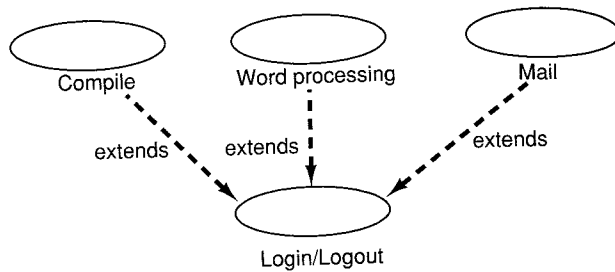 Compile
Word processing
Mail
extends
extends
extends
Login/Logout